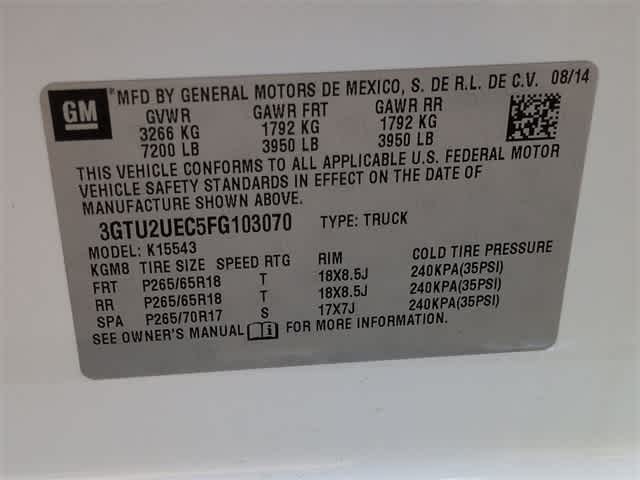 GM ® MFD BY GENERAL MOTORS DE MEXICO, S. DE R.L. DE C.V. 08/14
GVWR GAWR FRT GAWR RR
3266 KG 1792 KG 1792 KG
7200 LB 3950 LB 3950 LB
THIS VEHICLE CONFORMS TO ALL APPLICABLE U.S. FEDERAL MOTOR
VEHICLE SAFETY STANDARDS IN EFFECT ON THE DATE OF
MANUFACTURE SHOWN ABOVE.
3GTU2UEC5FG103070 TYPE: TRUCK
MODEL: K15543
KGM8 TIRE SIZE SPEED RTG RIM COLD TIRE PRESSURE
FRT P265/65R18 T 18X8.5J 240KPA(35PSI)
RR P265/65R18 T 18X8.5J 240KPA(35PSI)
SPA P265/70R17 S 17X7J 240KPA(35PSI)
SEE OWNER'S MANUAL FOR MORE INFORMATION.